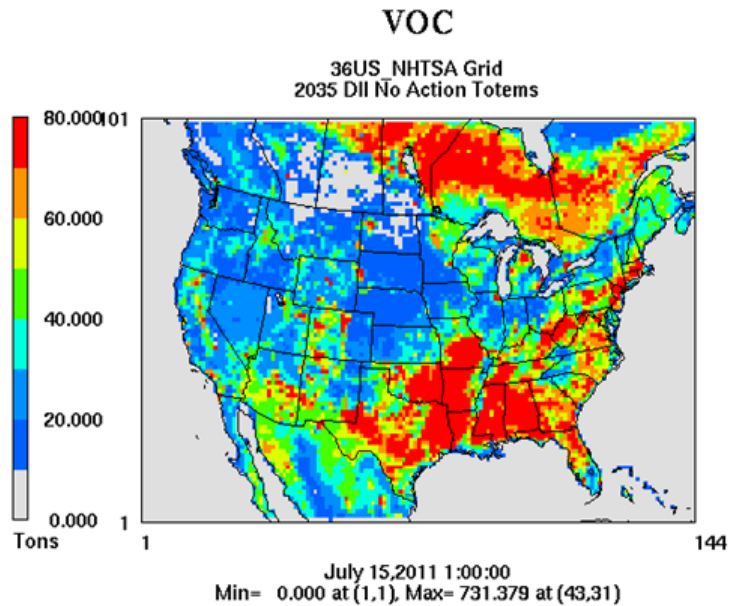 VOC
36US_NHTSA Grid
2035 DII No Action Totems
80.000
101
60.000
40.000
20.000
0.000
1
Tons
1
144
July 15,2011 1:00:00
Min= 0.000 at (1,1), Max= 731.379 at (43,31)